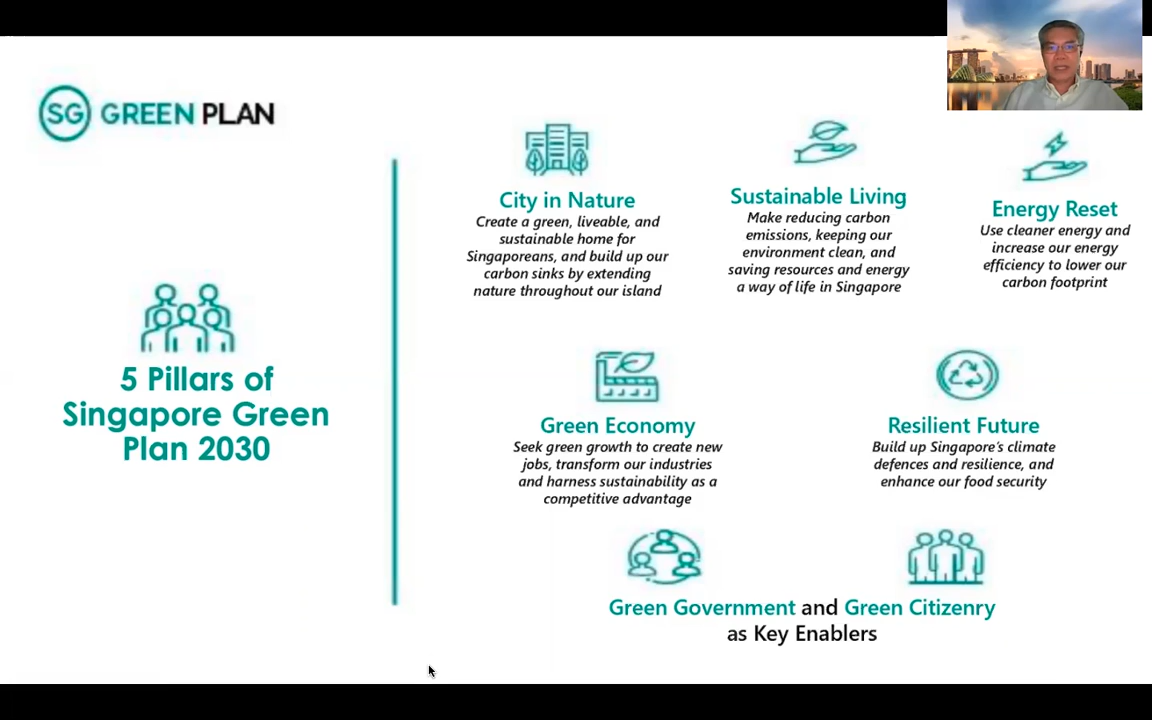 SG GREEN PLAN
5 Pillars of
Singapore Green
Plan 2030
City in Nature
Create a green, liveable, and
sustainable home for
Singaporeans, and build up our
carbon sinks by extending
nature throughout our island
Sustainable Living
Make reducing carbon
emissions, keeping our
environment clean, and
saving resources and energy
a way of life in Singapore
Energy Reset
Use cleaner energy and
increase our energy
efficiency to lower our
carbon footprint
Green Economy
Seek green growth to create new
jobs, transform our industries
and harness sustainability as a
competitive advantage
Resilient Future
Build up Singapore's climate
defences and resilience, and
enhance our food security
Green Government and Green Citizenry
as Key Enablers